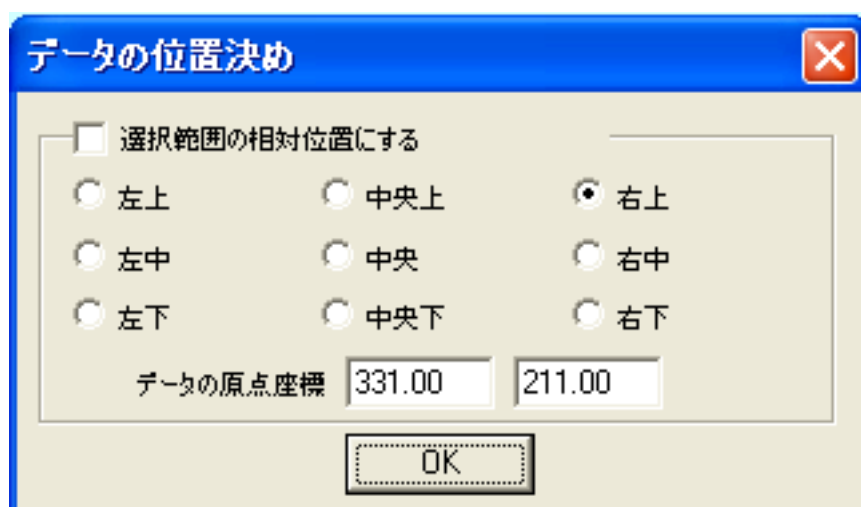 データの位置決め
選択範囲の相対位置にする
左上 中央上 右上
左中 中央 右中
左下 中央下 右下
データの原点座標 331.00 211.00
OK